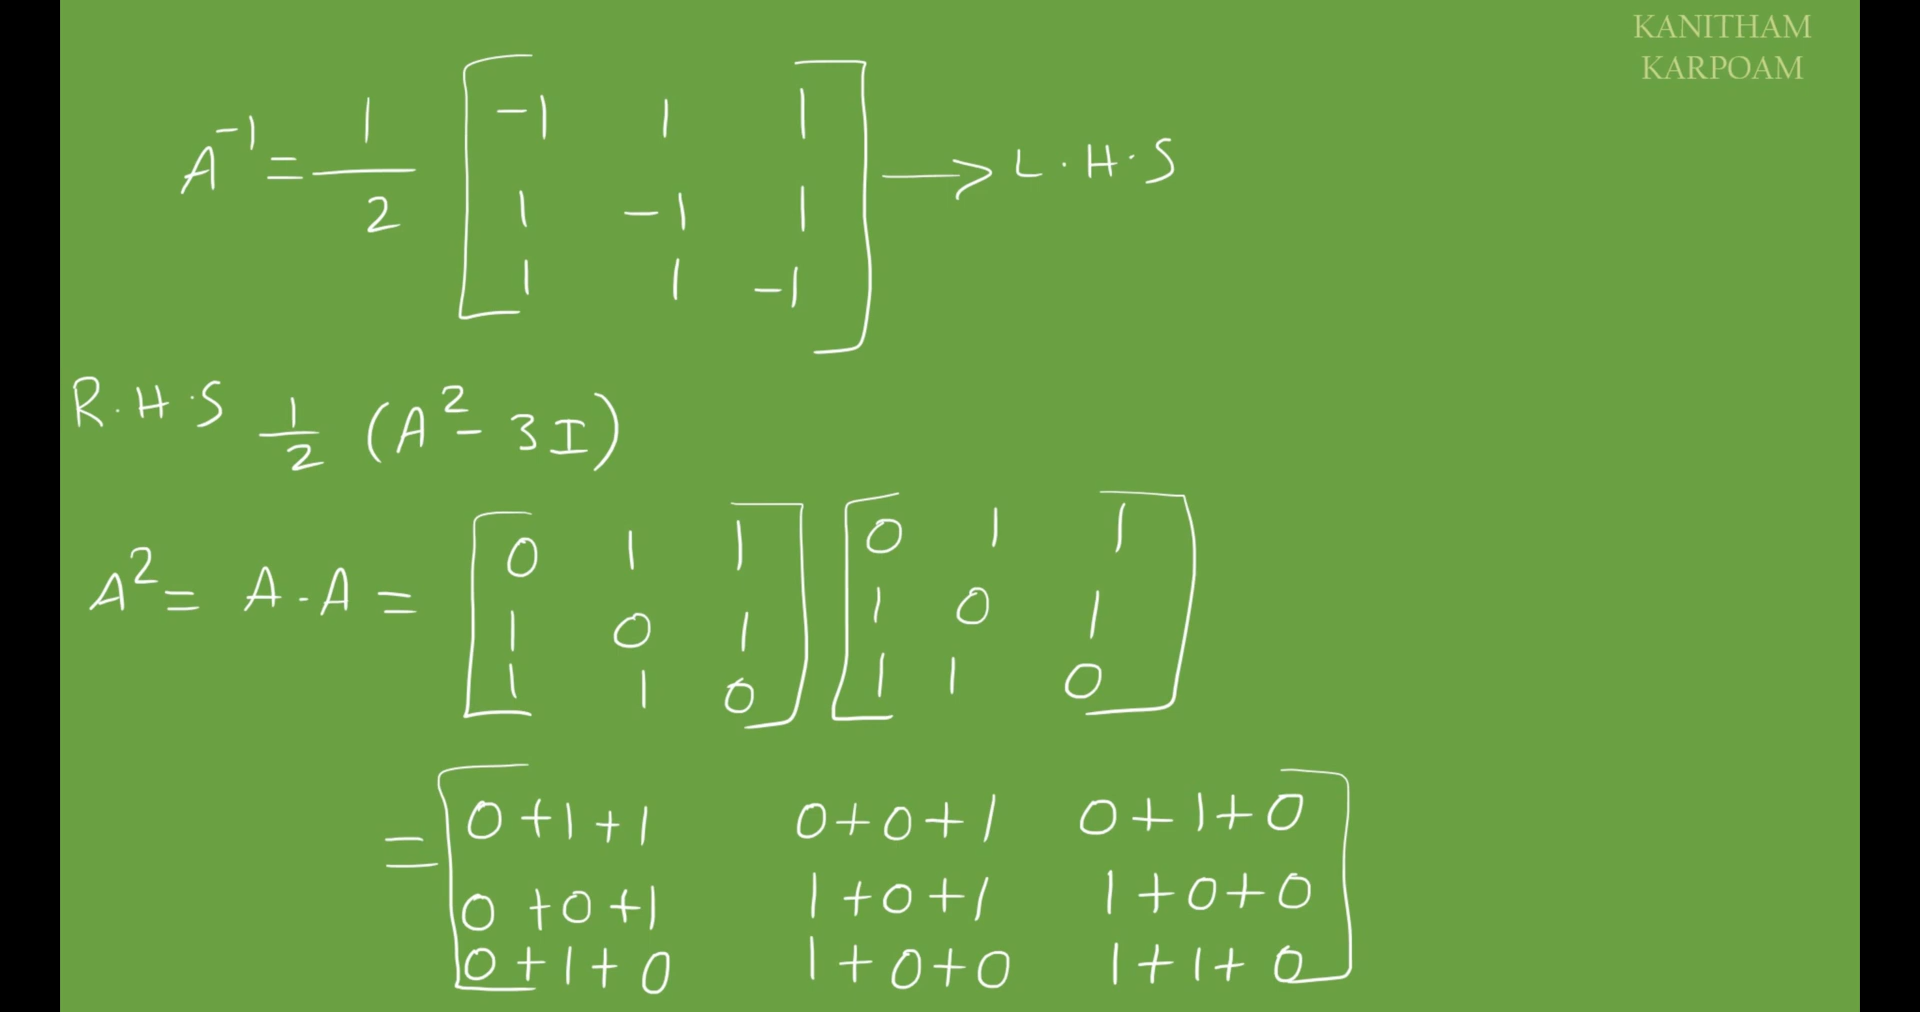 KANITHAM
KARPOAM
A⁻¹ = 1/2 [ -1 1 1 → L.H.S
1 -1 1
1 1 -1 ]
R.H.S 1/2 (A² - 3I)
A² = A.A = [ 0 1 1 ] [ 0 1 1 ]
[ 1 0 1 ] [ 1 0 1 ]
[ 1 1 0 ] [ 1 1 0 ]
= [ 0+1+1 0+0+1 0+1+0 ]
[ 0+0+1 1+0+1 1+0+0 ]
[ 0+1+0 1+0+0 1+1+0 ]